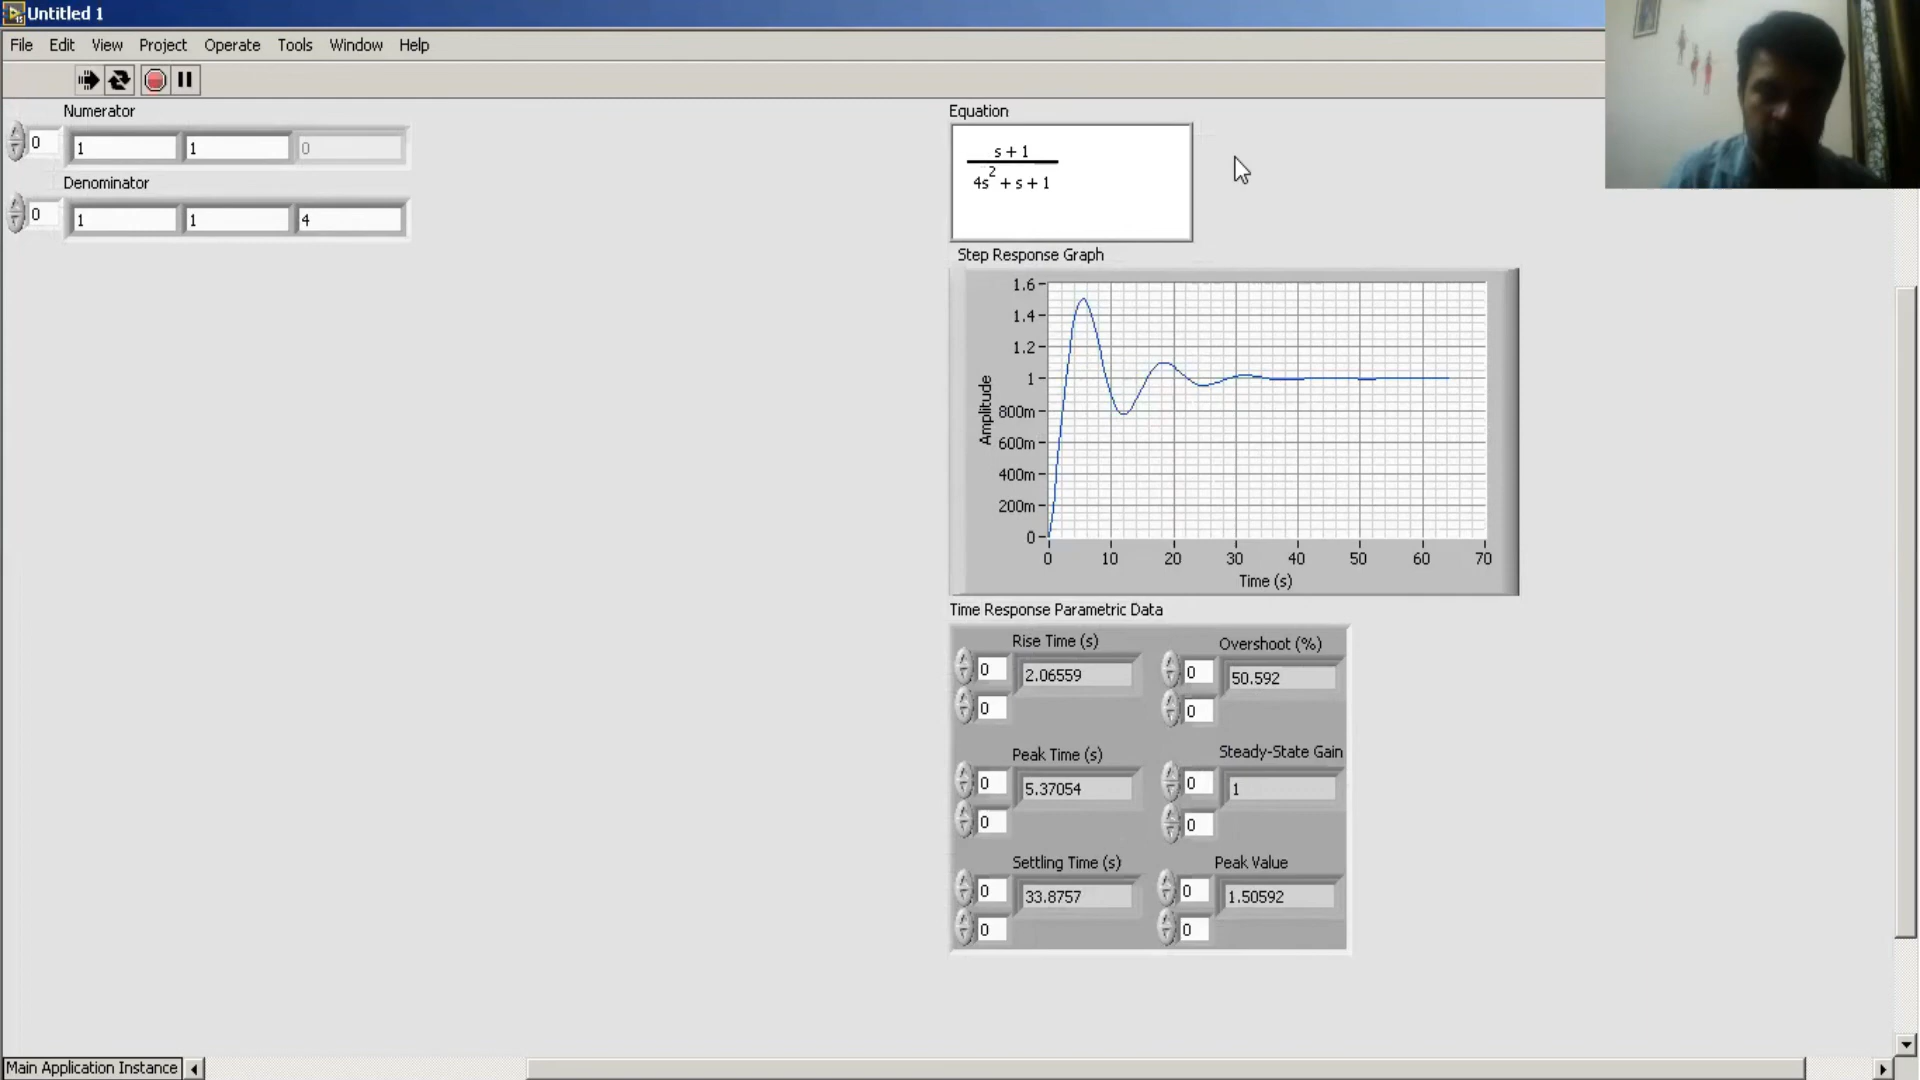 Untitled 1
File Edit View Project Operate Tools Window Help
Numerator
0 1 1 0
Denominator
0 1 1 4
Equation
s + 1
4s² + s + 1
Step Response Graph
1.6
1.4
1.2
1
800m
600m
400m
200m
0
Amplitude
0 10 20 30 40 50 60 70
Time (s)
Time Response Parametric Data
Rise Time (s) Overshoot (%)
0 2.06559 0 50.592
0 0
Peak Time (s) Steady-State Gain
0 5.37054 0 1
0 0
Settling Time (s) Peak Value
0 33.8757 0 1.50592
0 0
Main Application Instance